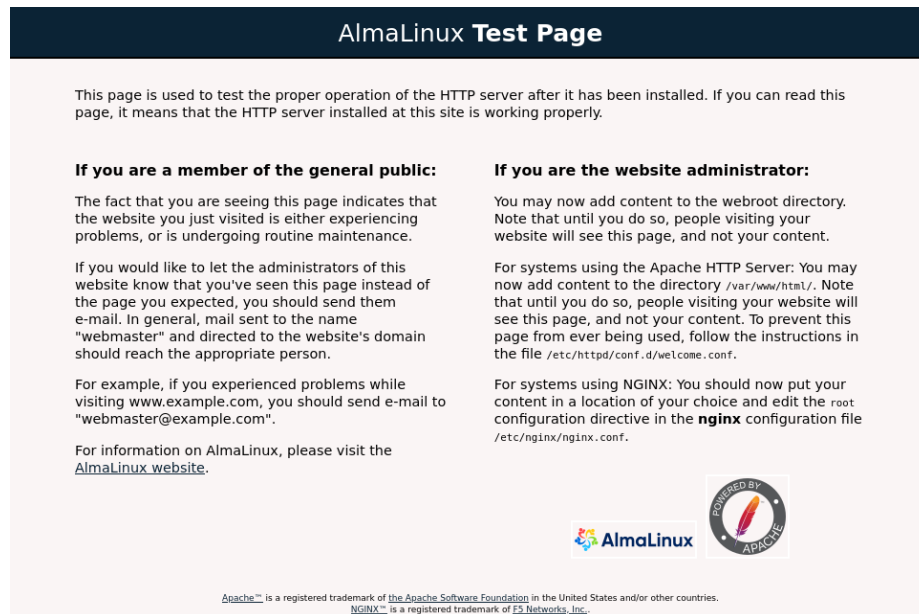 AlmaLinux Test Page
This page is used to test the proper operation of the HTTP server after it has been installed. If you can read this
page, it means that the HTTP server installed at this site is working properly.
If you are a member of the general public:
The fact that you are seeing this page indicates that
the website you just visited is either experiencing
problems, or is undergoing routine maintenance.
If you would like to let the administrators of this
website know that you've seen this page instead of
the page you expected, you should send them
e-mail. In general, mail sent to the name
"webmaster" and directed to the website's domain
should reach the appropriate person.
For example, if you experienced problems while
visiting www.example.com, you should send e-mail to
"webmaster@example.com".
For information on AlmaLinux, please visit the
AlmaLinux website.
If you are the website administrator:
You may now add content to the webroot directory.
Note that until you do so, people visiting your
website will see this page, and not your content.
For systems using the Apache HTTP Server: You may
now add content to the directory /var/www/html/. Note
that until you do so, people visiting your website will
see this page, and not your content. To prevent this
page from ever being used, follow the instructions in
the file /etc/httpd/conf.d/welcome.conf.
For systems using NGINX: You should now put your
content in a location of your choice and edit the root
configuration directive in the nginx configuration file
/etc/nginx/nginx.conf.
AlmaLinux
POWERED BY
APACHE
Apache™ is a registered trademark of the Apache Software Foundation in the United States and/or other countries.
NGINX™ is a registered trademark of F5 Networks, Inc..